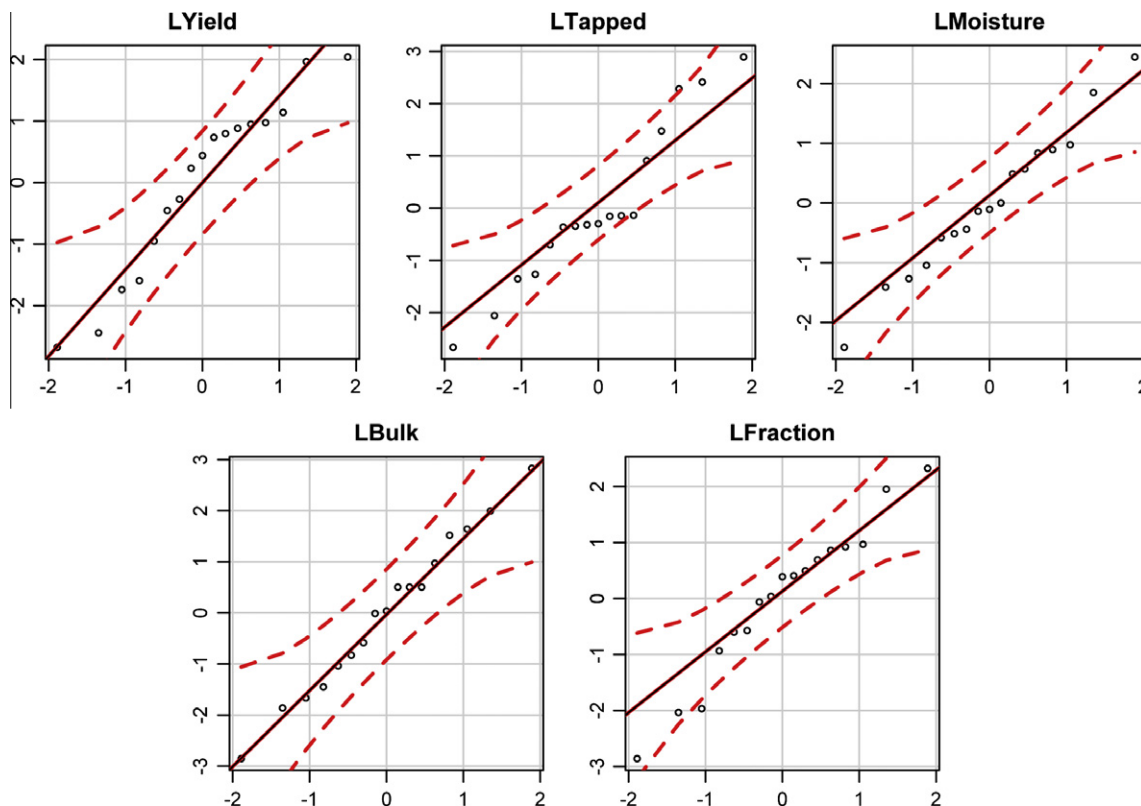 LYield LTapped LMoisture
2 3 2
1 2 1
0 1 0
-1 0 -1
-2 -1 -2
-2
-2 -1 0 1 2 -2 -1 0 1 2 -2 -1 0 1 2
LBulk LFraction
3 2
2 1
1 0
0 -1
-1 -2
-2 -3
-3
-2 -1 0 1 2 -2 -1 0 1 2